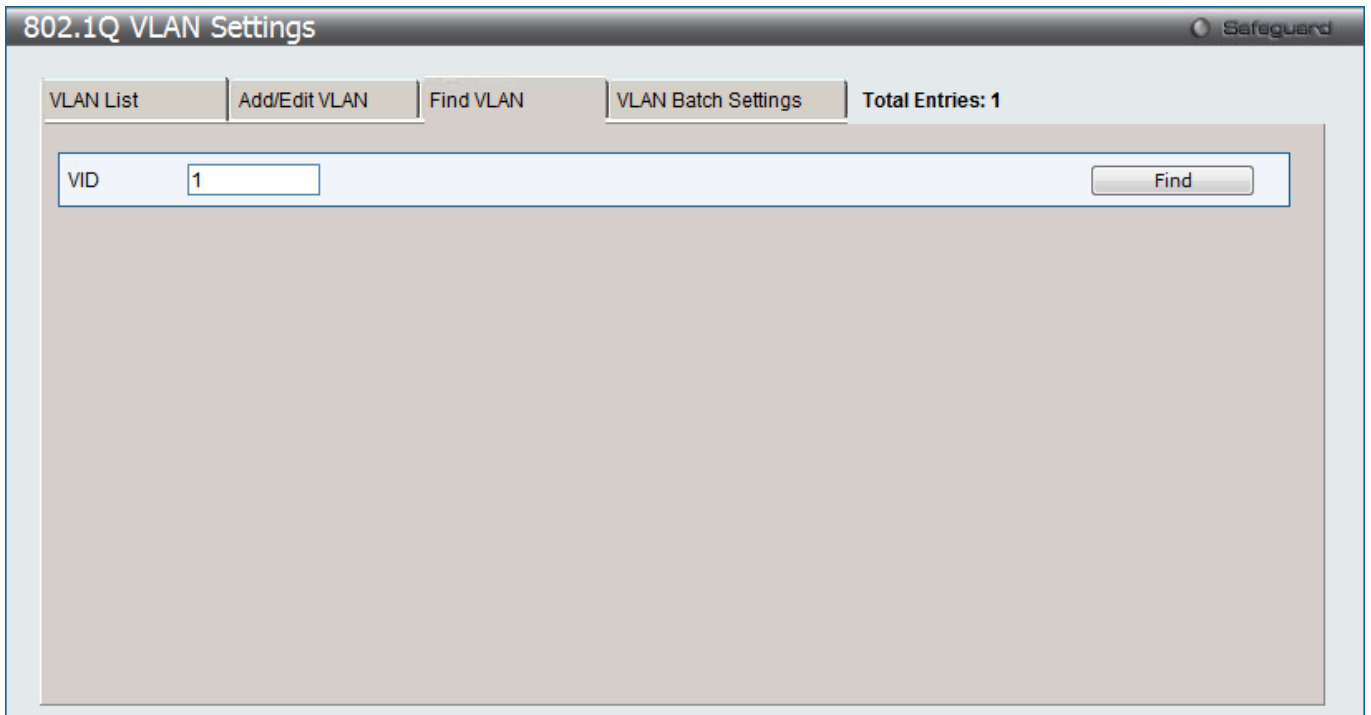 802.1Q VLAN Settings Safeguard
VLAN List Add/Edit VLAN Find VLAN VLAN Batch Settings Total Entries: 1
VID 1 Find